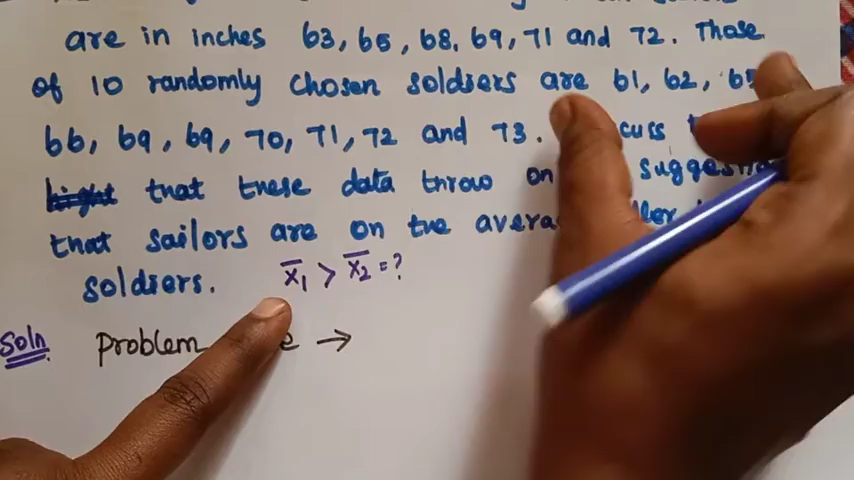 are in inches 63, 65, 68, 69, 71 and 72. Those
of 10 randomly chosen soldiers are 61, 62, 65
66, 69, 69, 70, 71, 72 and 73.
that these data throw on
that sailors are on the
soldiers. x̄₁ > x̄₂ = ?
Soln Problem →